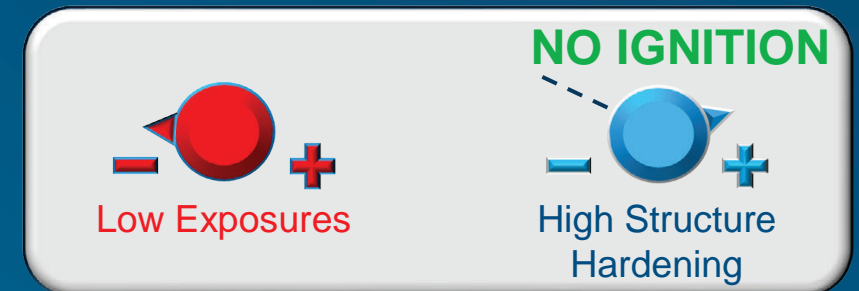 NO IGNITION
Low Exposures
High Structure
Hardening